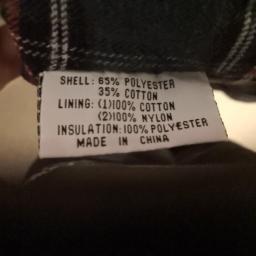 SHELL: 65% POLYESTER
35% COTTON
LINING: (1)100% COTTON
(2)100% NYLON
INSULATION: 100% POLYESTER
MADE IN CHINA